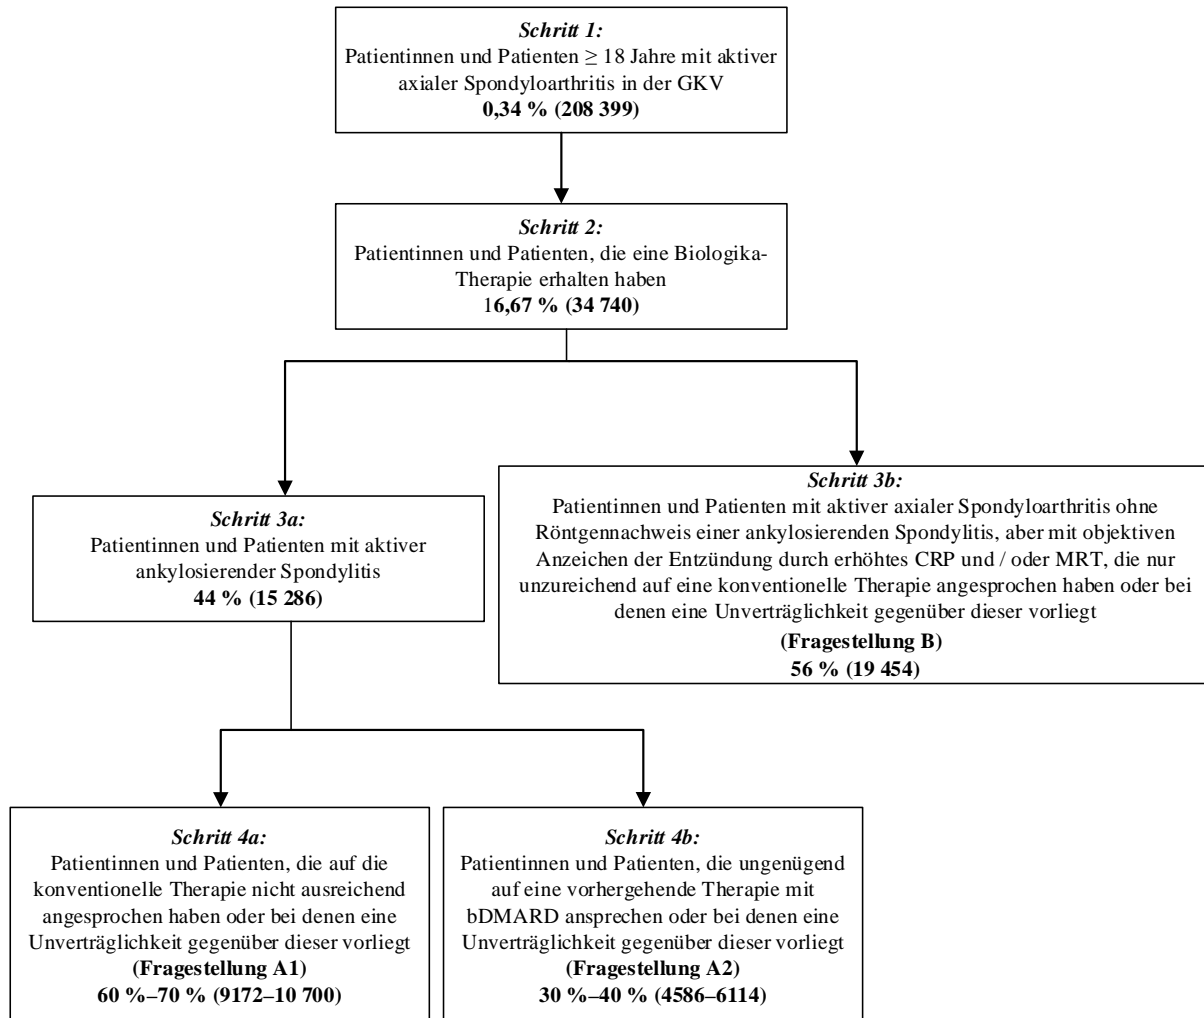 Schritt 1:
Patientinnen und Patienten ≥ 18 Jahre mit aktiver
axialer Spondyloarthritis in der GKV
0,34 % (208 399)
Schritt 2:
Patientinnen und Patienten, die eine Biologika-
Therapie erhalten haben
16,67 % (34 740)
Schritt 3a:
Patientinnen und Patienten mit aktiver
ankylosierender Spondylitis
44 % (15 286)
Schritt 3b:
Patientinnen und Patienten mit aktiver axialer Spondyloarthritis ohne
Röntgennachweis einer ankylosierenden Spondylitis, aber mit objektiven
Anzeichen der Entzündung durch erhöhtes CRP und / oder MRT, die nur
unzureichend auf eine konventionelle Therapie angesprochen haben oder bei
denen eine Unverträglichkeit gegenüber dieser vorliegt
(Fragestellung B)
56 % (19 454)
Schritt 4a:
Patientinnen und Patienten, die auf die
konventionelle Therapie nicht ausreichend
angesprochen haben oder bei denen eine
Unverträglichkeit gegenüber dieser vorliegt
(Fragestellung A1)
60 %–70 % (9172–10 700)
Schritt 4b:
Patientinnen und Patienten, die ungenügend
auf eine vorhergehende Therapie mit
bDMARD ansprechen oder bei denen eine
Unverträglichkeit gegenüber dieser vorliegt
(Fragestellung A2)
30 %–40 % (4586–6114)